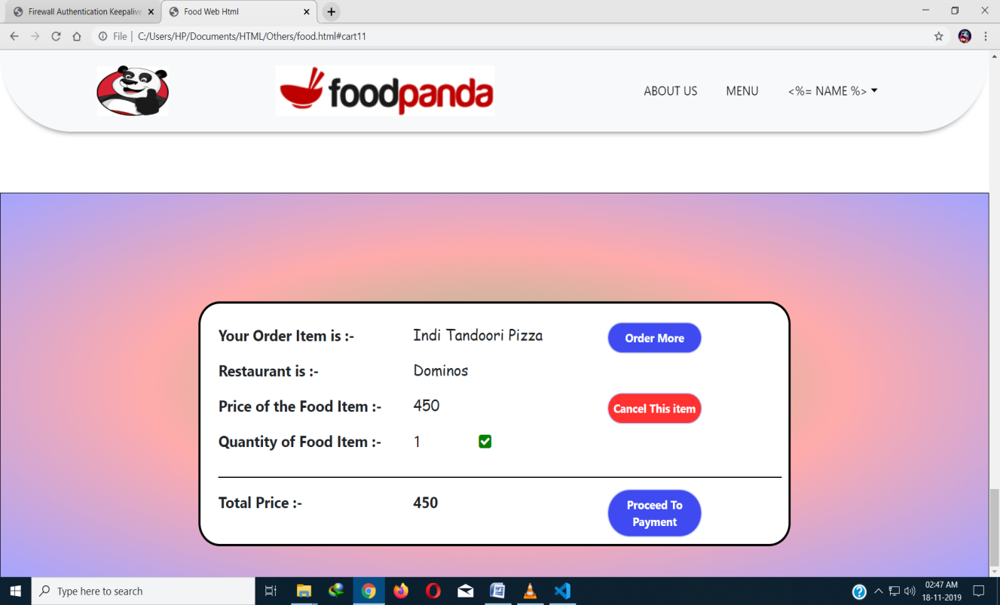 Firewall Authentication Keepalive
Food Web Html
File | C:/Users/HP/Documents/HTML/Others/food.html#cart11
foodpanda
ABOUT US
MENU
<%= NAME %>
Your Order Item is :-
Indi Tandoori Pizza
Order More
Restaurant is :-
Dominos
Price of the Food Item :-
450
Cancel This item
Quantity of Food Item :-
1
Total Price :-
450
Proceed To
Payment
Type here to search
02:47 AM
18-11-2019